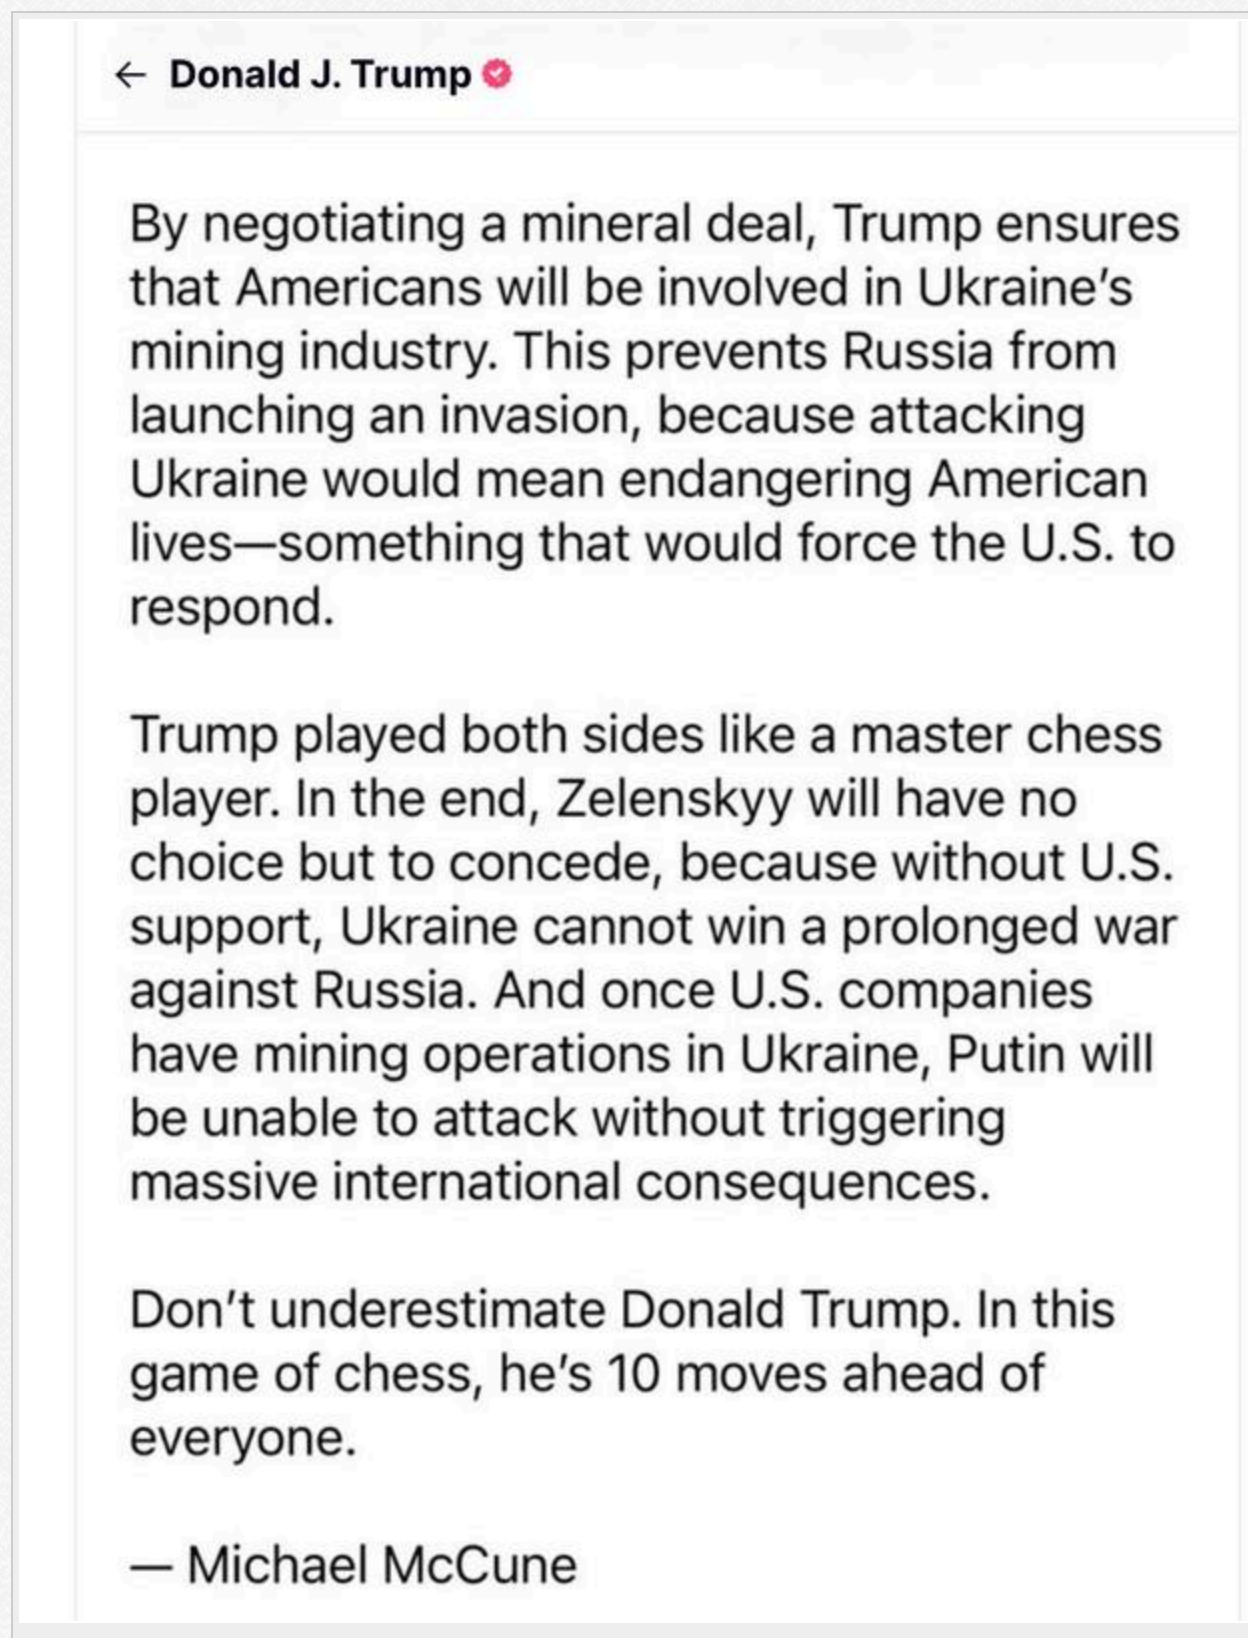 ← Donald J. Trump
By negotiating a mineral deal, Trump ensures
that Americans will be involved in Ukraine’s
mining industry. This prevents Russia from
launching an invasion, because attacking
Ukraine would mean endangering American
lives—something that would force the U.S. to
respond.
Trump played both sides like a master chess
player. In the end, Zelenskyy will have no
choice but to concede, because without U.S.
support, Ukraine cannot win a prolonged war
against Russia. And once U.S. companies
have mining operations in Ukraine, Putin will
be unable to attack without triggering
massive international consequences.
Don’t underestimate Donald Trump. In this
game of chess, he’s 10 moves ahead of
everyone.
— Michael McCune